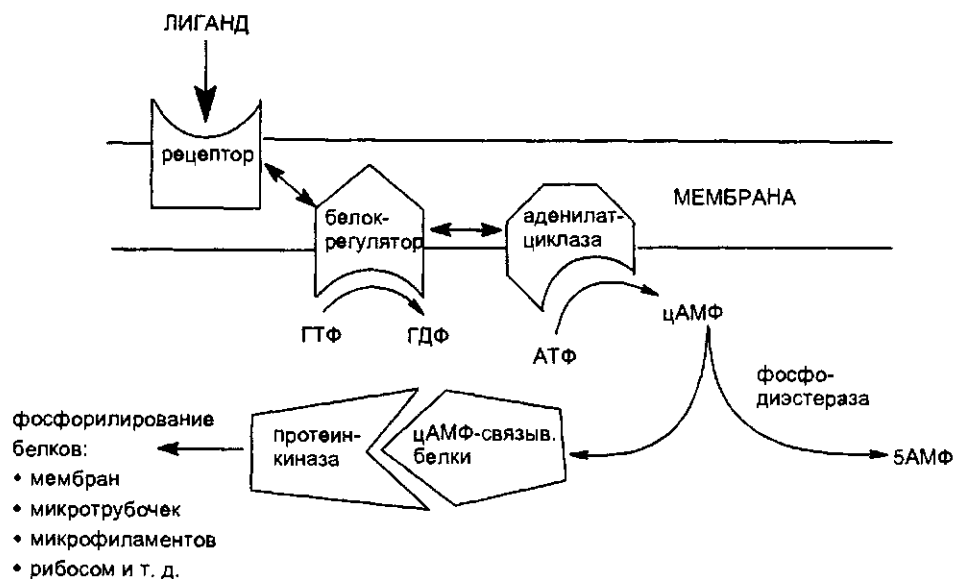 ЛИГАНД
рецептор
МЕМБРАНА
белок-
регулятор
аденилат-
циклаза
ГТФ
ГДФ
АТФ
цАМФ
фосфо-
диэстераза
5АМФ
цАМФ-связыв.
белки
протеин-
киназа
фосфорилирование
белков:
• мембран
• микротрубочек
• микрофиламентов
• рибосом и т. д.